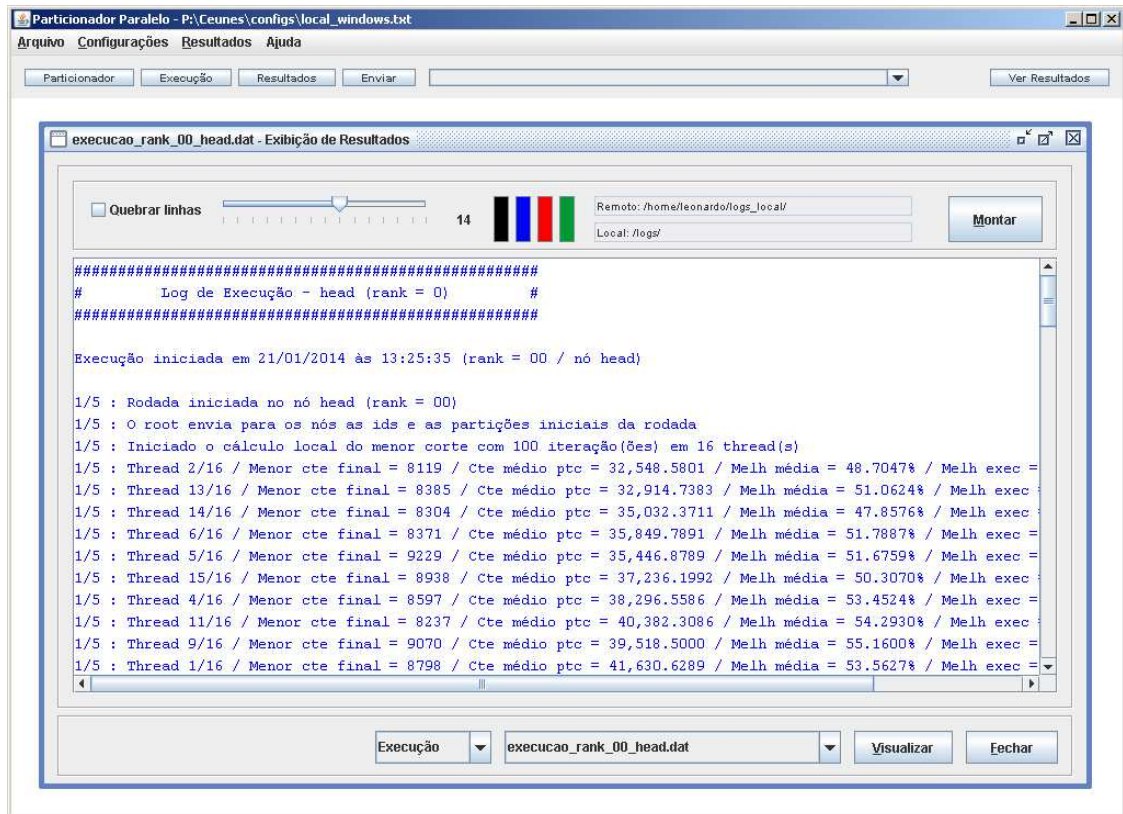 Particionador Paralelo - P:\Ceunes\configs\local_windows.txt
Arquivo Configurações Resultados Ajuda
Particionador Execução Resultados Enviar Ver Resultados
execucao_rank_00_head.dat - Exibição de Resultados
Quebrar linhas 14 Remoto: /home/leonardo/logs_local/ Montar
Local: /logs/
#####################################################
# Log de Execução - head (rank = 0) #
#####################################################
Execução iniciada em 21/01/2014 às 13:25:35 (rank = 00 / nó head)
1/5 : Rodada iniciada no nó head (rank = 00)
1/5 : O root envia para os nós as ids e as partições iniciais da rodada
1/5 : Iniciado o cálculo local do menor corte com 100 iteração(ões) em 16 thread(s)
1/5 : Thread 2/16 / Menor cte final = 8119 / Cte médio ptc = 32,548.5801 / Melh média = 48.7047% / Melh exec =
1/5 : Thread 13/16 / Menor cte final = 8385 / Cte médio ptc = 32,914.7383 / Melh média = 51.0624% / Melh exec =
1/5 : Thread 14/16 / Menor cte final = 8304 / Cte médio ptc = 35,032.3711 / Melh média = 47.8576% / Melh exec =
1/5 : Thread 6/16 / Menor cte final = 8371 / Cte médio ptc = 35,849.7891 / Melh média = 51.7887% / Melh exec =
1/5 : Thread 5/16 / Menor cte final = 9229 / Cte médio ptc = 35,446.8789 / Melh média = 51.6759% / Melh exec =
1/5 : Thread 15/16 / Menor cte final = 8938 / Cte médio ptc = 37,236.1992 / Melh média = 50.3070% / Melh exec =
1/5 : Thread 4/16 / Menor cte final = 8597 / Cte médio ptc = 38,296.5586 / Melh média = 53.4524% / Melh exec =
1/5 : Thread 11/16 / Menor cte final = 8237 / Cte médio ptc = 40,382.3086 / Melh média = 54.2930% / Melh exec =
1/5 : Thread 9/16 / Menor cte final = 9070 / Cte médio ptc = 39,518.5000 / Melh média = 55.1600% / Melh exec =
1/5 : Thread 1/16 / Menor cte final = 8798 / Cte médio ptc = 41,630.6289 / Melh média = 53.5627% / Melh exec =
Execução execucao_rank_00_head.dat Visualizar Fechar